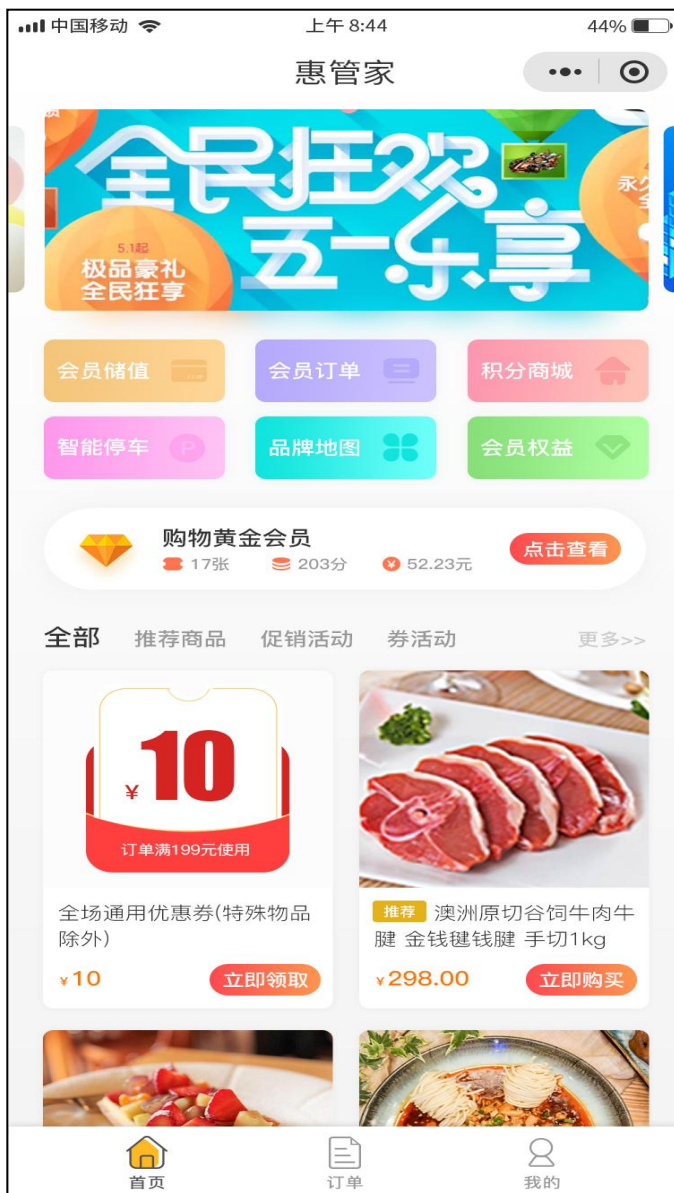 中国移动
上午 8:44
44%
惠管家
全民狂欢
永久
五一乐享
5.1起
极品豪礼
全民狂享
会员储值
会员订单
积分商城
智能停车
P
品牌地图
会员权益
购物黄金会员
17张
203分
¥ 52.23元
点击查看
全部
推荐商品
促销活动
券活动
更多>>
¥10
订单满199元使用
全场通用优惠券(特殊物品
除外)
¥10
立即领取
推荐 澳洲原切谷饲牛肉牛
腱 金钱毽钱腱 手切1kg
¥298.00
立即购买
首页
订单
我的